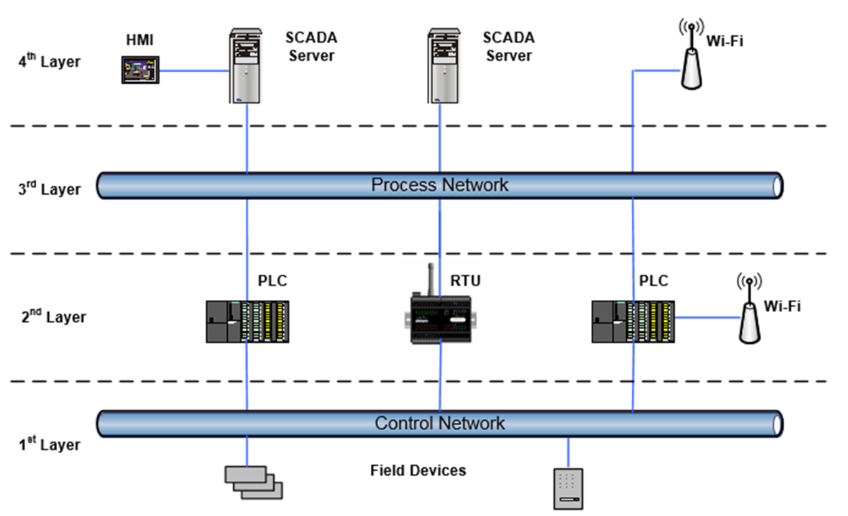 HMI
SCADA
Server
SCADA
Server
Wi-Fi
4th Layer
Process Network
3rd Layer
PLC
RTU
PLC
Wi-Fi
2nd Layer
Control Network
1st Layer
Field Devices